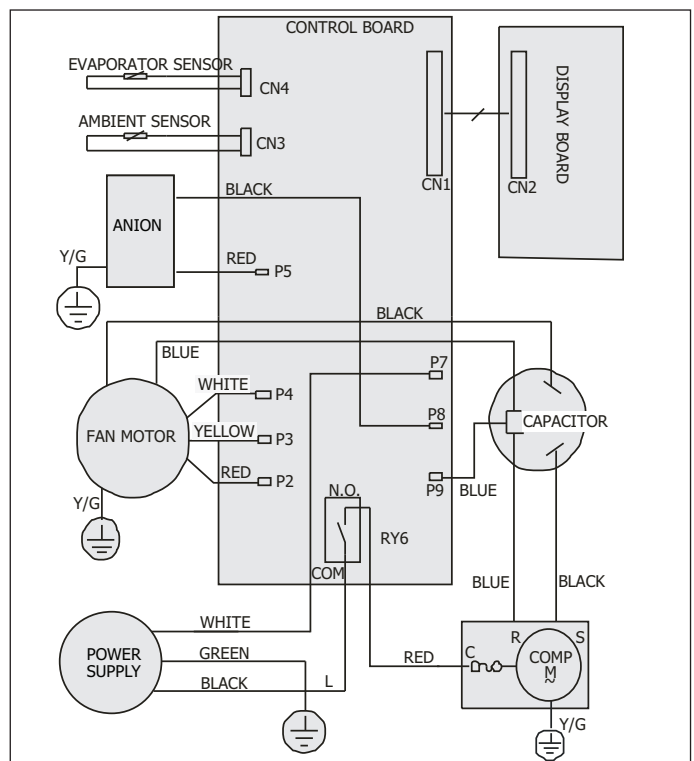 CONTROL BOARD
EVAPORATOR SENSOR
CN4
AMBIENT SENSOR
CN3
CN1
CN2
DISPLAY BOARD
BLACK
ANION
Y/G
RED
P5
BLACK
BLUE
P7
WHITE
P4
P8
CAPACITOR
FAN MOTOR
YELLOW
P3
RED
P2
P9
BLUE
Y/G
N.O.
RY6
COM
BLUE
BLACK
WHITE
R
S
POWER
SUPPLY
GREEN
RED
C
COMP
M
~
BLACK
L
Y/G